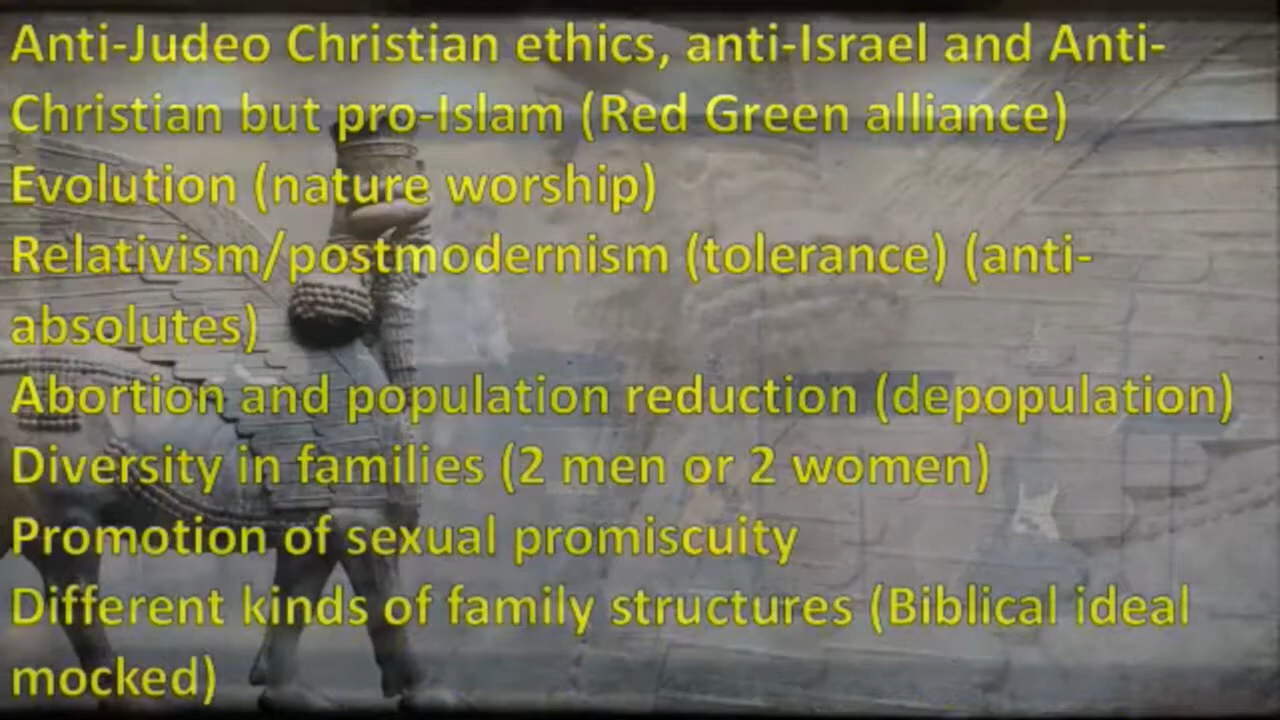 Anti-Judeo Christian ethics, anti-Israel and Anti-
Christian but pro-Islam (Red Green alliance)
Evolution (nature worship)
Relativism/postmodernism (tolerance) (anti-
absolutes)
Abortion and population reduction (depopulation)
Diversity in families (2 men or 2 women)
Promotion of sexual promiscuity
Different kinds of family structures (Biblical ideal
mocked)